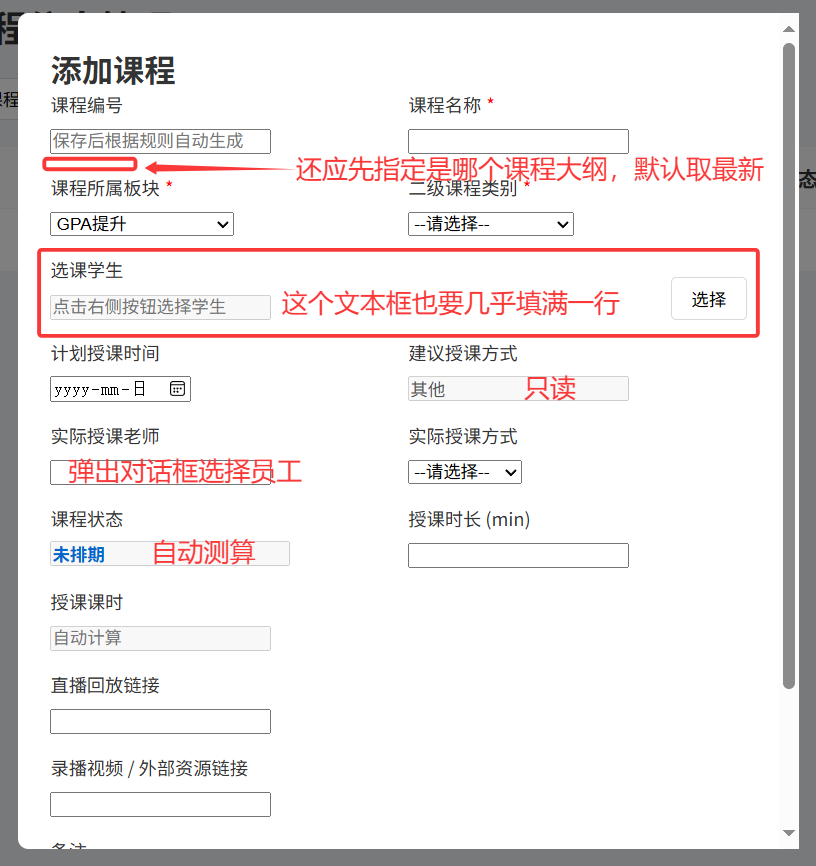 添加课程
课程编号
课程名称 *
保存后根据规则自动生成
还应先指定是哪个课程大纲，默认取最新
课程所属板块 *
二级课程类别 *
GPA提升
--请选择--
选课学生
点击右侧按钮选择学生
这个文本框也要几乎填满一行
选择
计划授课时间
建议授课方式
yyyy-mm-日
其他
只读
实际授课老师
实际授课方式
弹出对话框选择员工
--请选择--
课程状态
授课时长 (min)
未排期
自动测算
授课课时
自动计算
直播回放链接
录播视频 / 外部资源链接